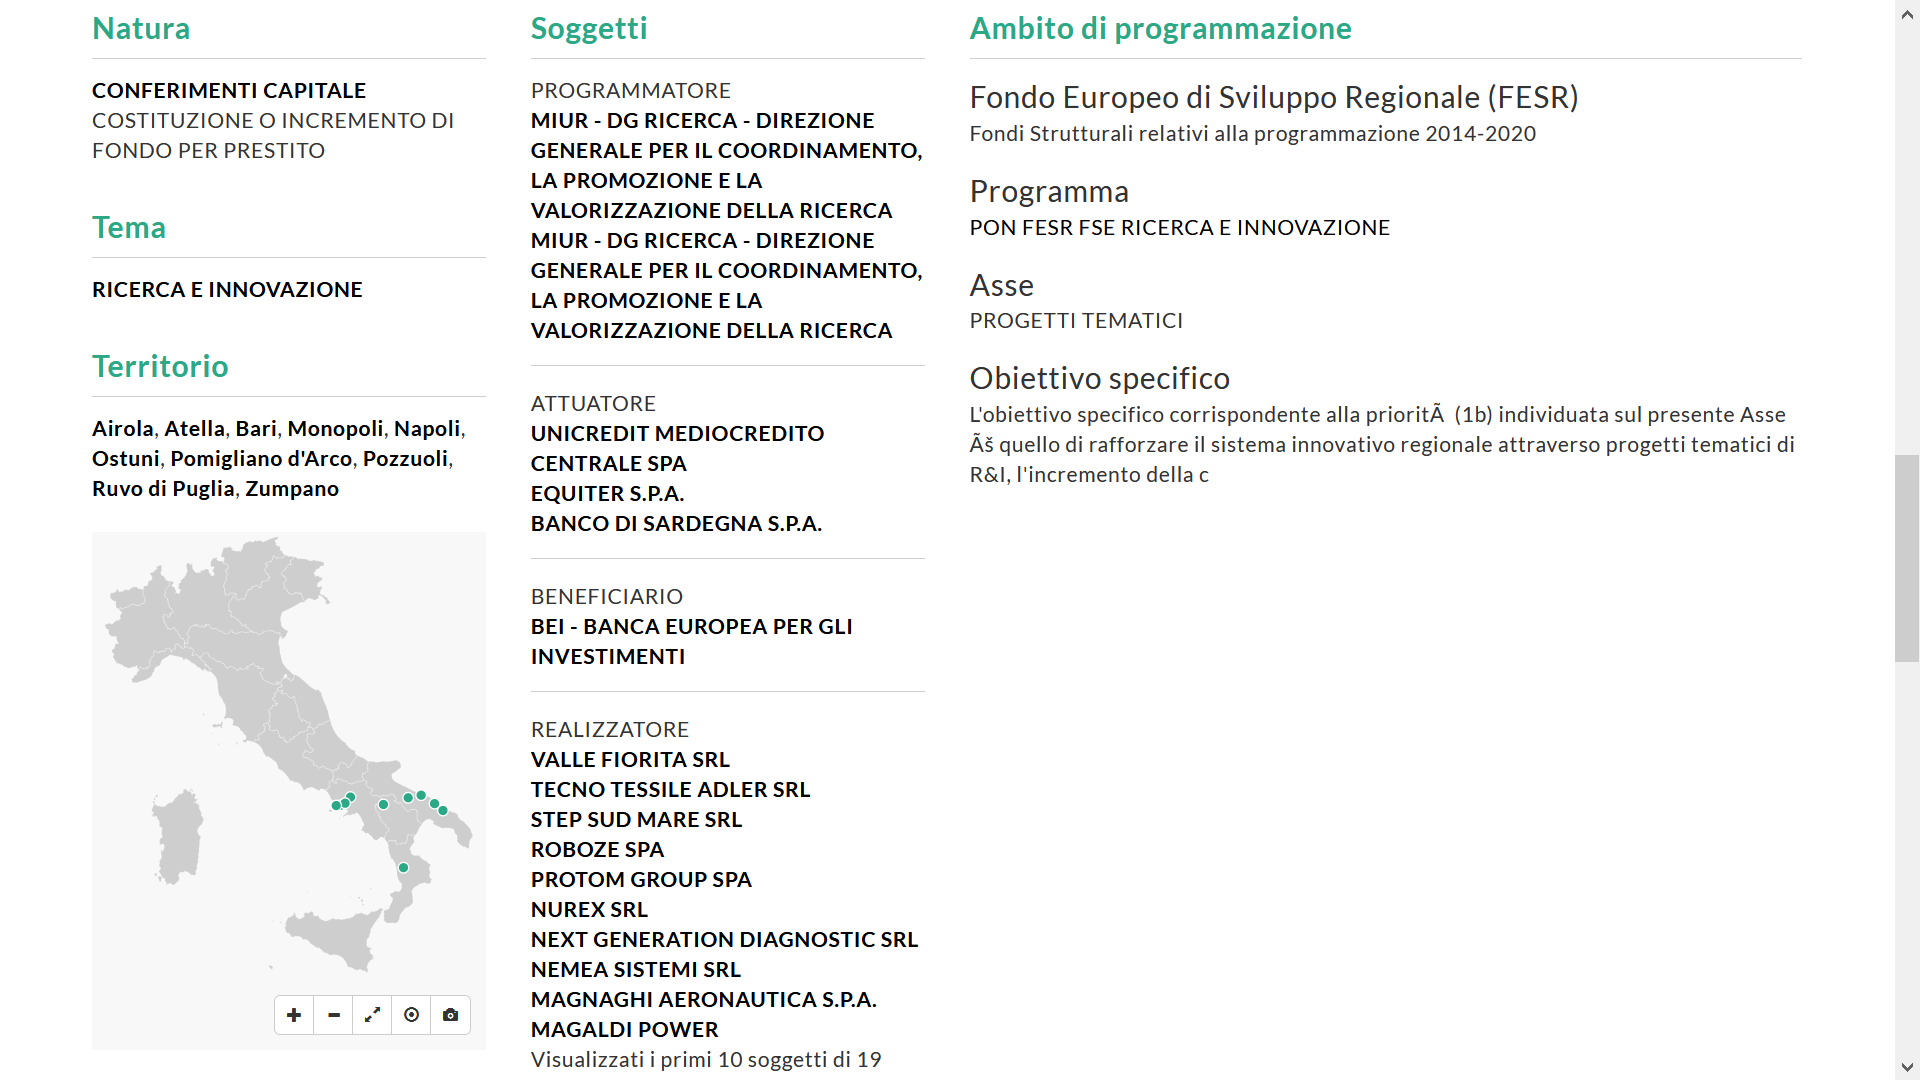 Natura
CONFERIMENTI CAPITALE
COSTITUZIONE O INCREMENTO DI
FONDO PER PRESTITO
Tema
RICERCA E INNOVAZIONE
Territorio
Airola, Atella, Bari, Monopoli, Napoli,
Ostuni, Pomigliano d'Arco, Pozzuoli,
Ruvo di Puglia, Zumpano
Soggetti
PROGRAMMATORE
MIUR - DG RICERCA - DIREZIONE
GENERALE PER IL COORDINAMENTO,
LA PROMOZIONE E LA
VALORIZZAZIONE DELLA RICERCA
MIUR - DG RICERCA - DIREZIONE
GENERALE PER IL COORDINAMENTO,
LA PROMOZIONE E LA
VALORIZZAZIONE DELLA RICERCA
ATTUATORE
UNICREDIT MEDIOCREDITO
CENTRALE SPA
EQUITER S.P.A.
BANCO DI SARDEGNA S.P.A.
BENEFICIARIO
BEI - BANCA EUROPEA PER GLI
INVESTIMENTI
REALIZZATORE
VALLE FIORITA SRL
TECNO TESSILE ADLER SRL
STEP SUD MARE SRL
ROBOZE SPA
PROTOM GROUP SPA
NUREX SRL
NEXT GENERATION DIAGNOSTIC SRL
NEMEA SISTEMI SRL
MAGNAGHI AERONAUTICA S.P.A.
MAGALDI POWER
Visualizzati i primi 10 soggetti di 19
Ambito di programmazione
Fondo Europeo di Sviluppo Regionale (FESR)
Fondi Strutturali relativi alla programmazione 2014-2020
Programma
PON FESR FSE RICERCA E INNOVAZIONE
Asse
PROGETTI TEMATICI
Obiettivo specifico
L'obiettivo specifico corrispondente alla prioritÃ  (1b) individuata sul presente Asse
Ãš quello di rafforzare il sistema innovativo regionale attraverso progetti tematici di
R&I, l'incremento della c